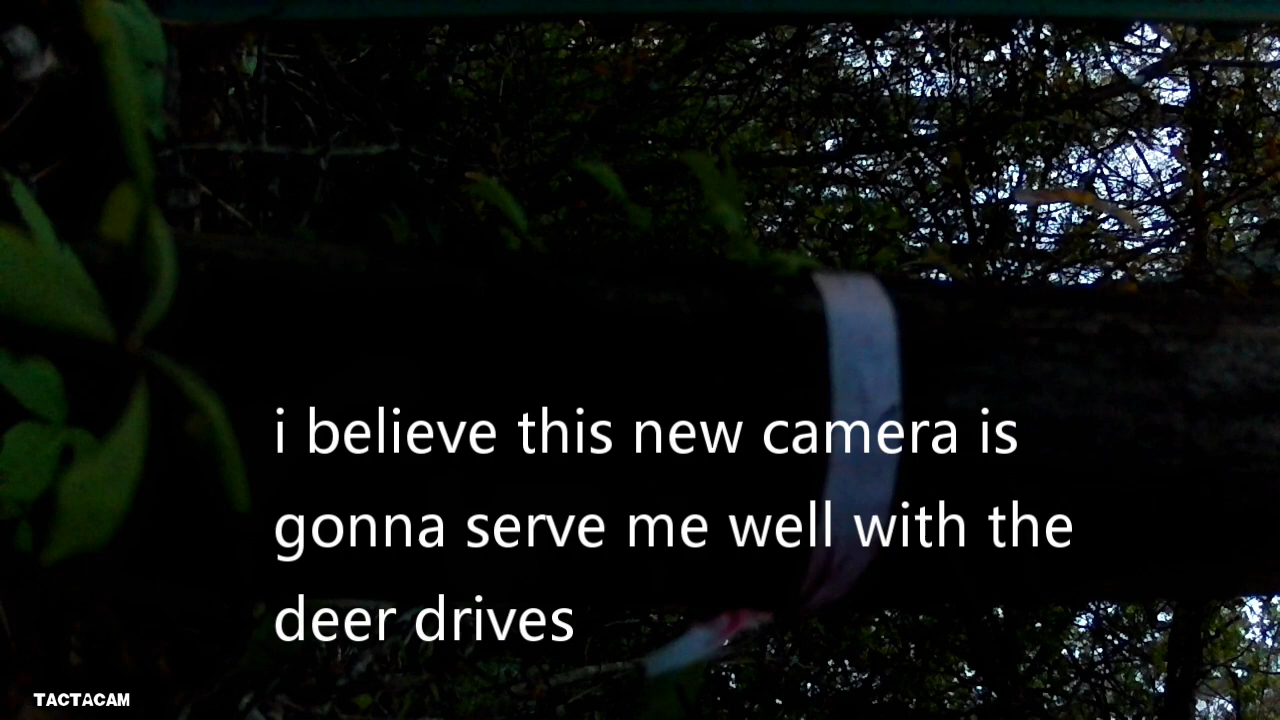 i believe this new camera is
gonna serve me well with the
deer drives
TACTACAM